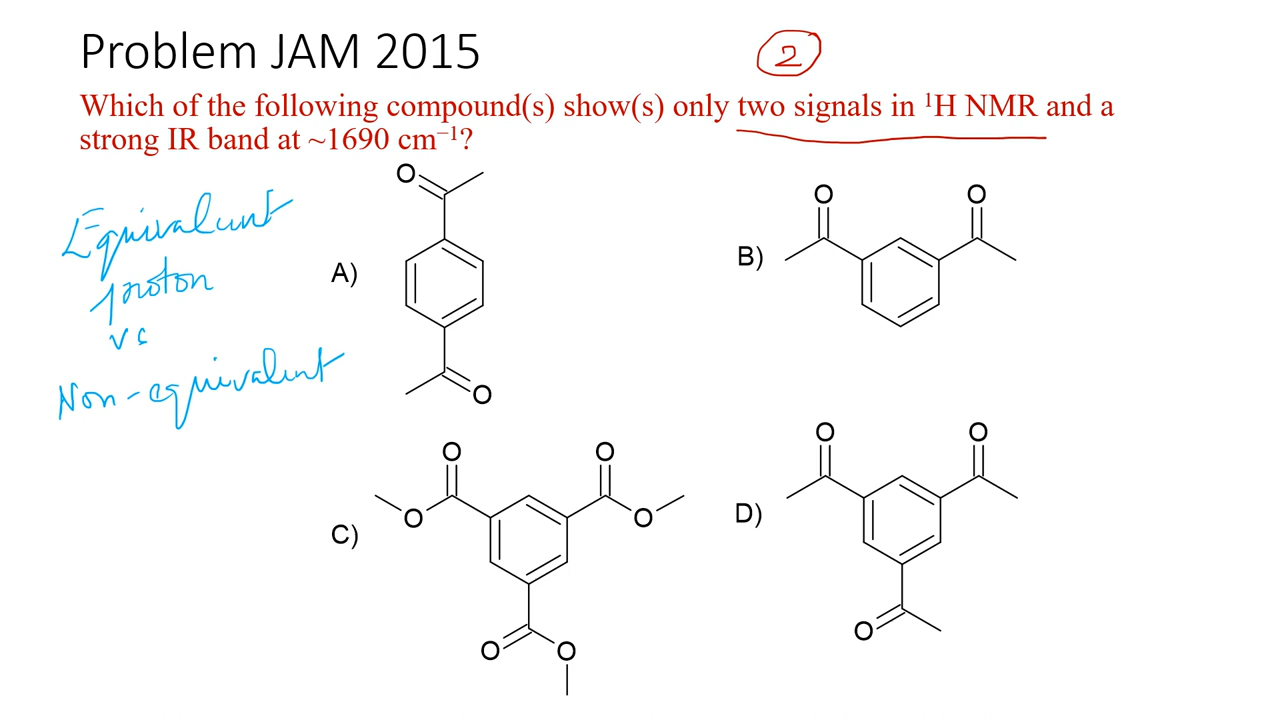 Problem JAM 2015
2
Which of the following compound(s) show(s) only two signals in ¹H NMR and a
strong IR band at ~1690 cm⁻¹?
Equivalent
proton
vs
Non-equivalent
A)
O
O
B)
O
O
C)
O
O
O
O
O
O
D)
O
O
O